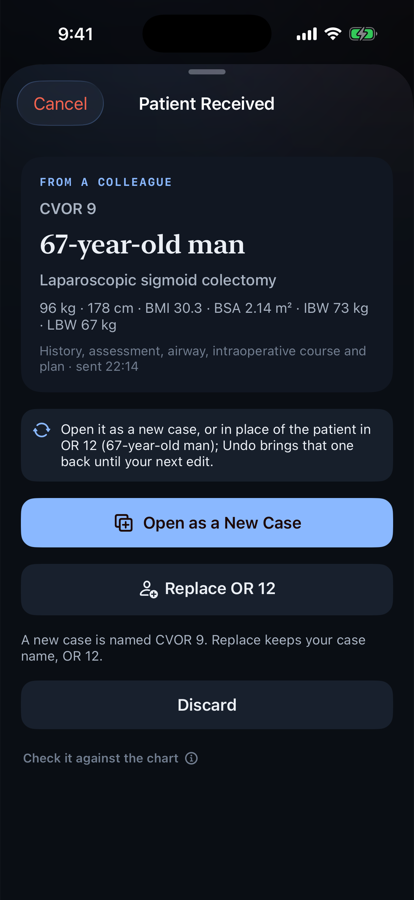 9:41
Cancel
Patient Received
FROM A COLLEAGUE
CVOR 9
67-year-old man
Laparoscopic sigmoid colectomy
96 kg · 178 cm · BMI 30.3 · BSA 2.14 m² · IBW 73 kg
· LBW 67 kg
History, assessment, airway, intraoperative course and
plan · sent 22:14
Open it as a new case, or in place of the patient in
OR 12 (67-year-old man); Undo brings that one
back until your next edit.
Open as a New Case
Replace OR 12
A new case is named CVOR 9. Replace keeps your case
name, OR 12.
Discard
Check it against the chart